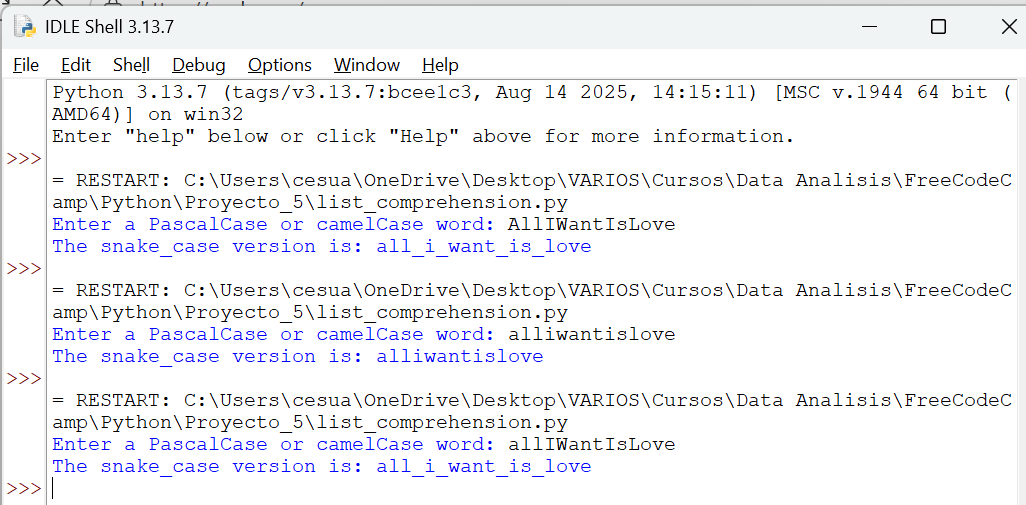 IDLE Shell 3.13.7
File Edit Shell Debug Options Window Help
Python 3.13.7 (tags/v3.13.7:bcee1c3, Aug 14 2025, 14:15:11) [MSC v.1944 64 bit (
AMD64)] on win32
Enter "help" below or click "Help" above for more information.
>>>
= RESTART: C:\Users\cesua\OneDrive\Desktop\VARIOS\Cursos\Data Analisis\FreeCodeC
amp\Python\Proyecto_5\list_comprehension.py
Enter a PascalCase or camelCase word: AllIWantIsLove
The snake_case version is: all_i_want_is_love
>>>
= RESTART: C:\Users\cesua\OneDrive\Desktop\VARIOS\Cursos\Data Analisis\FreeCodeC
amp\Python\Proyecto_5\list_comprehension.py
Enter a PascalCase or camelCase word: alliwantislove
The snake_case version is: alliwantislove
>>>
= RESTART: C:\Users\cesua\OneDrive\Desktop\VARIOS\Cursos\Data Analisis\FreeCodeC
amp\Python\Proyecto_5\list_comprehension.py
Enter a PascalCase or camelCase word: allIWantIsLove
The snake_case version is: all_i_want_is_love
>>>